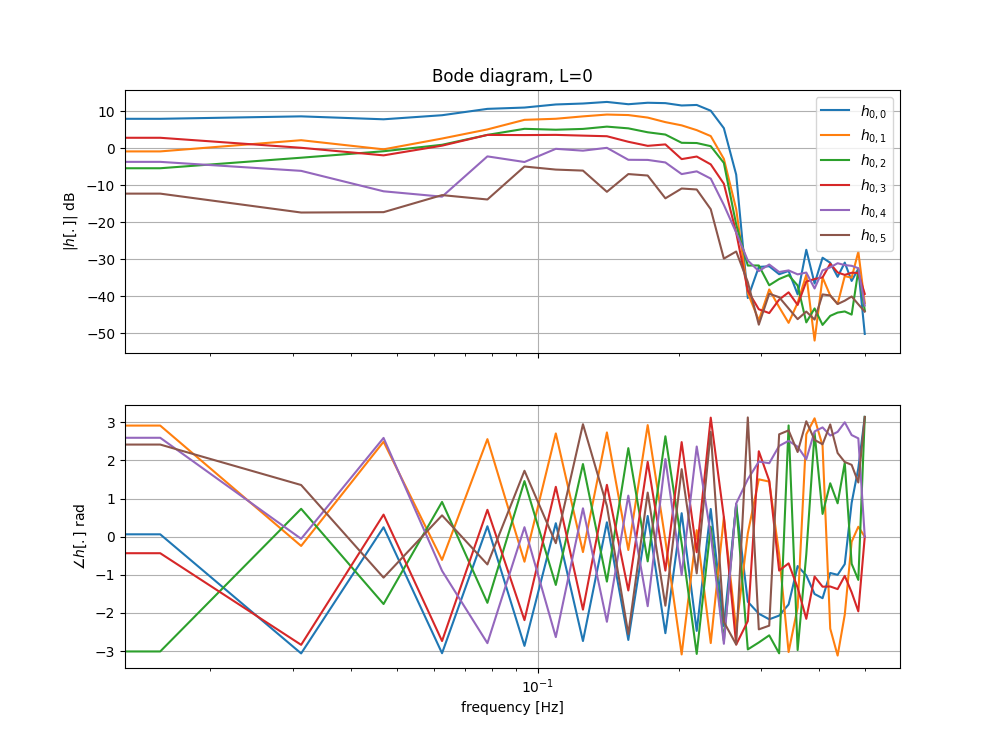 Bode diagram, L=0
10
0
−10
−20
−30
−40
−50
|h[.]| dB
h0,0
h0,1
h0,2
h0,3
h0,4
h0,5
3
2
1
0
−1
−2
−3
∠h[.] rad
10⁻¹
frequency [Hz]